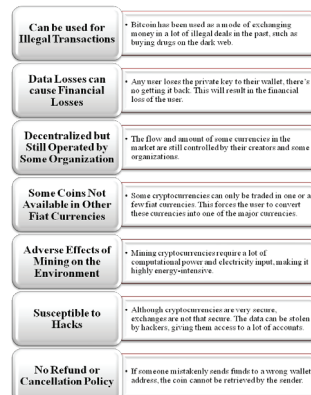 Can be used for
Illegal Transactions
• Bitcoin has been used as a mode of exchanging
money in a lot of illegal deals in the past, such as
buying drugs on the dark web.
Data Losses can
cause Financial
Losses
• Any user loses the private key to their wallet, there's
no getting it back. This will result in the financial
loss of the user.
Decentralized but
Still Operated by
Some Organization
• The flow and amount of some currencies in the
market are still controlled by their creators and some
organizations.
Some Coins Not
Available in Other
Fiat Currencies
• Some cryptocurrencies can only be traded in one or a
few fiat currencies. This forces the user to convert
these currencies into one of the major currencies.
Adverse Effects of
Mining on the
Environment
• Mining cryptocurrencies require a lot of
computational power and electricity input, making it
highly energy-intensive.
Susceptible to
Hacks
• Although cryptocurrencies are very secure,
exchanges are not that secure. The data can be stolen
by hackers, giving them access to a lot of accounts.
No Refund or
Cancellation Policy
• If someone mistakenly sends funds to a wrong wallet
address, the coin cannot be retrieved by the sender.